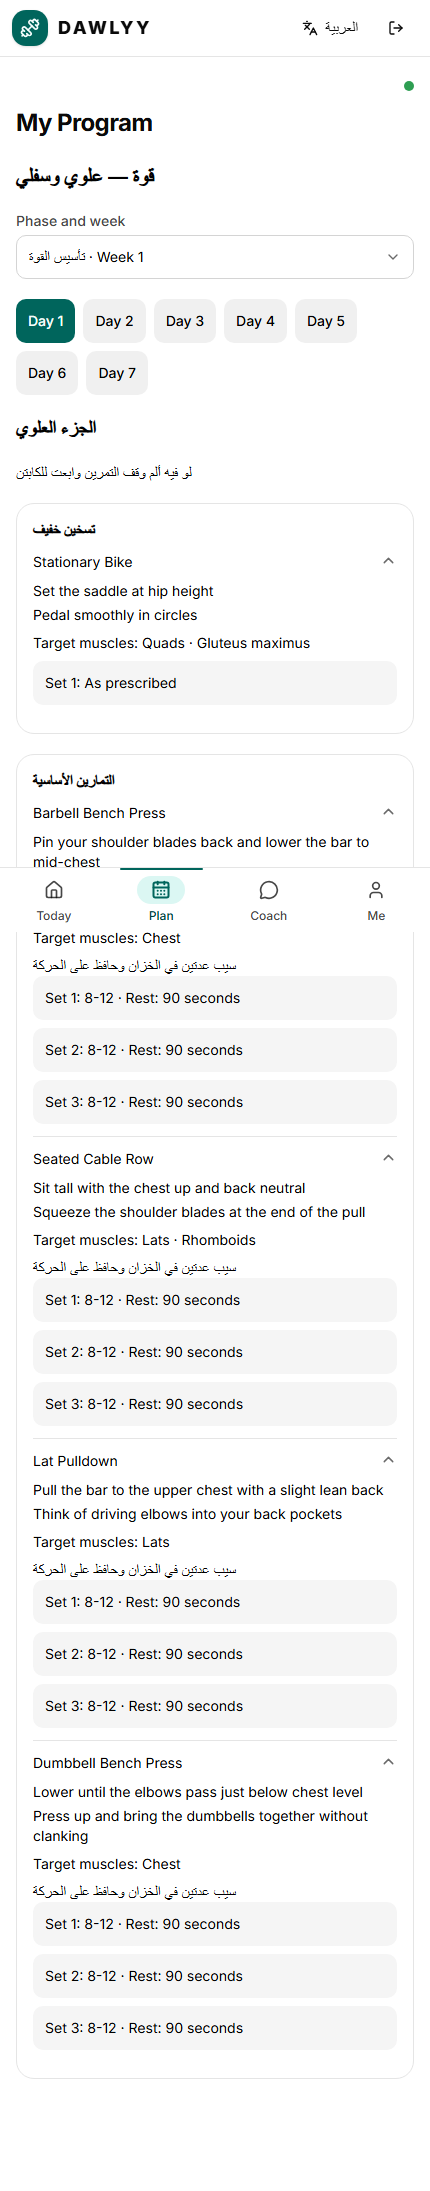 DAWLYY
العربية
My Program
قوة — علوي وسفلي
Phase and week
تأسيس القوة · Week 1
Day 1
Day 2
Day 3
Day 4
Day 5
Day 6
Day 7
الجزء العلوي
لو فيه ألم وقف التمرين وابعت للكابتن
تسخين خفيف
Stationary Bike
Set the saddle at hip height
Pedal smoothly in circles
Target muscles: Quads · Gluteus maximus
Set 1: As prescribed
التمارين الأساسية
Barbell Bench Press
Pin your shoulder blades back and lower the bar to
mid-chest
Today
Plan
Coach
Me
Target muscles: Chest
سيب عدتين في الخزان وحافظ على الحركة
Set 1: 8-12 · Rest: 90 seconds
Set 2: 8-12 · Rest: 90 seconds
Set 3: 8-12 · Rest: 90 seconds
Seated Cable Row
Sit tall with the chest up and back neutral
Squeeze the shoulder blades at the end of the pull
Target muscles: Lats · Rhomboids
سيب عدتين في الخزان وحافظ على الحركة
Set 1: 8-12 · Rest: 90 seconds
Set 2: 8-12 · Rest: 90 seconds
Set 3: 8-12 · Rest: 90 seconds
Lat Pulldown
Pull the bar to the upper chest with a slight lean back
Think of driving elbows into your back pockets
Target muscles: Lats
سيب عدتين في الخزان وحافظ على الحركة
Set 1: 8-12 · Rest: 90 seconds
Set 2: 8-12 · Rest: 90 seconds
Set 3: 8-12 · Rest: 90 seconds
Dumbbell Bench Press
Lower until the elbows pass just below chest level
Press up and bring the dumbbells together without
clanking
Target muscles: Chest
سيب عدتين في الخزان وحافظ على الحركة
Set 1: 8-12 · Rest: 90 seconds
Set 2: 8-12 · Rest: 90 seconds
Set 3: 8-12 · Rest: 90 seconds